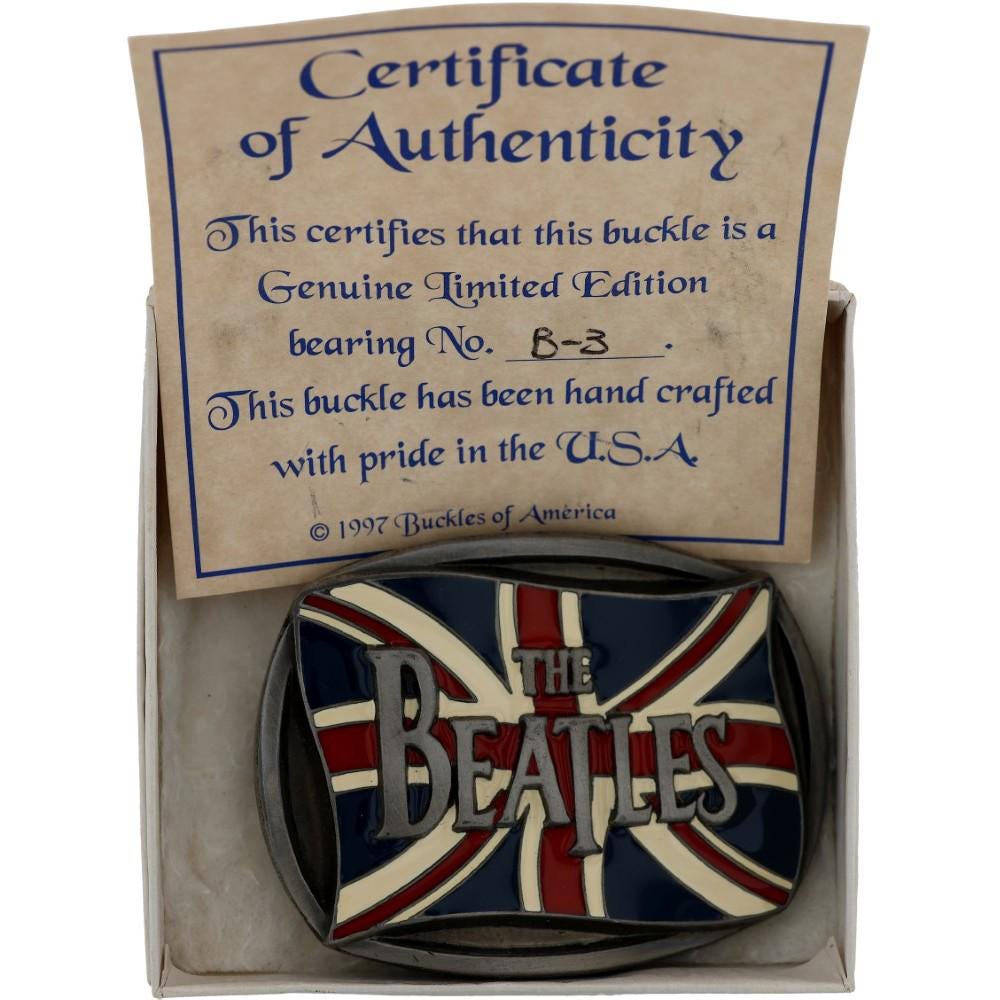 Certificate
of Authenticity
This certifies that this buckle is a
Genuine Limited Edition
bearing No. B-3.
This buckle has been hand crafted
with pride in the U.S.A.
© 1997 Buckles of America
THE
BEATLES